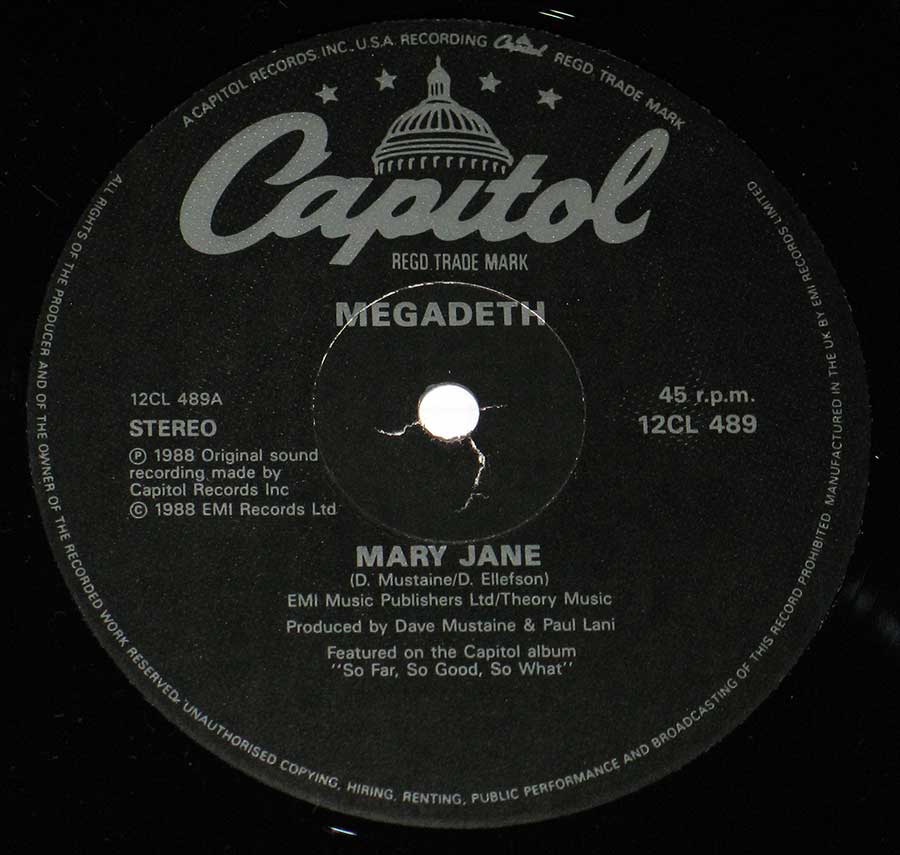 A CAPITOL RECORDS, INC., U.S.A. RECORDING Capitol REGD. TRADE MARK
Capitol
REGD. TRADE MARK
MEGADETH
12CL 489A
STEREO
℗ 1988 Original sound
recording made by
Capitol Records Inc
© 1988 EMI Records Ltd
45 r.p.m.
12CL 489
MARY JANE
(D. Mustaine/D. Ellefson)
EMI Music Publishers Ltd/Theory Music
Produced by Dave Mustaine & Paul Lani
Featured on the Capitol album
"So Far, So Good, So What"
ALL RIGHTS OF THE PRODUCER AND OF THE OWNER OF THE RECORDED WORK RESERVED. UNAUTHORISED COPYING, HIRING, RENTING, PUBLIC PERFORMANCE AND BROADCASTING OF THIS RECORD PROHIBITED. MANUFACTURED IN THE UK BY EMI RECORDS LIMITED